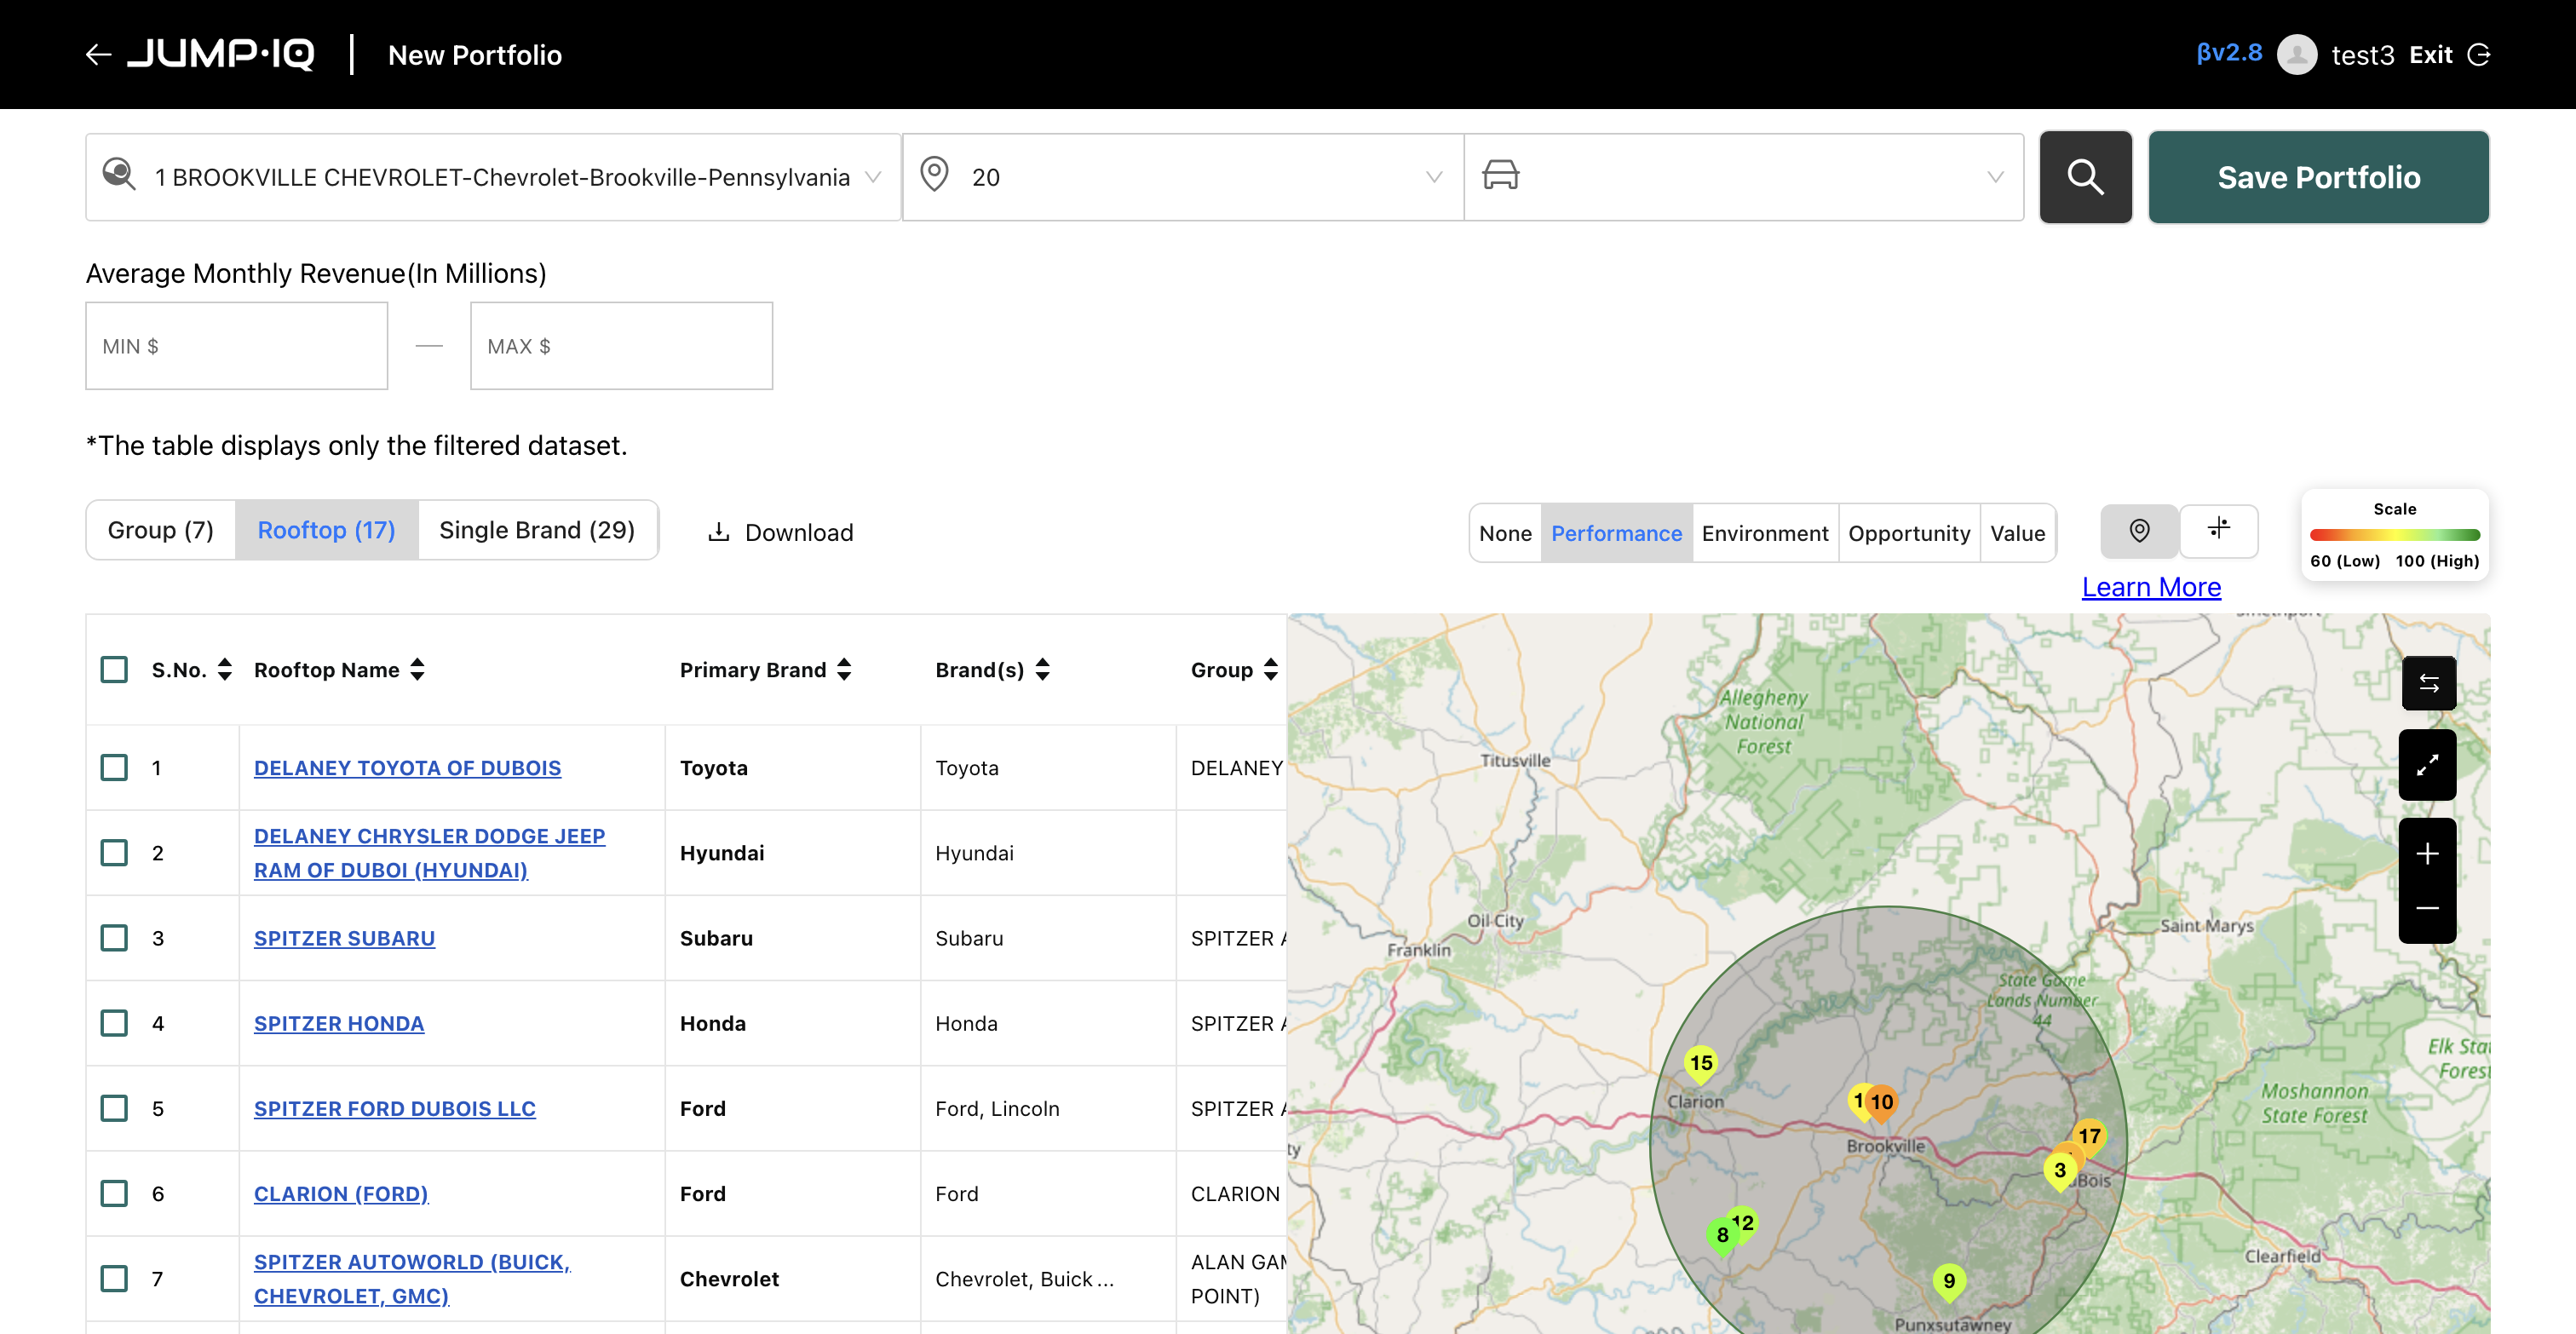 JUMP·IQ
New Portfolio
βv2.8
test3
Exit
1 BROOKVILLE CHEVROLET-Chevrolet-Brookville-Pennsylvania
20
Save Portfolio
Average Monthly Revenue(In Millions)
MIN $
—
MAX $
*The table displays only the filtered dataset.
Group (7)
Rooftop (17)
Single Brand (29)
Download
None
Performance
Environment
Opportunity
Value
Learn More
Scale
60 (Low)
100 (High)
S.No.
Rooftop Name
Primary Brand
Brand(s)
Group
1
DELANEY TOYOTA OF DUBOIS
Toyota
Toyota
DELANEY
2
DELANEY CHRYSLER DODGE JEEP
RAM OF DUBOI (HYUNDAI)
Hyundai
Hyundai
3
SPITZER SUBARU
Subaru
Subaru
SPITZER A
4
SPITZER HONDA
Honda
Honda
SPITZER A
5
SPITZER FORD DUBOIS LLC
Ford
Ford, Lincoln
SPITZER A
6
CLARION (FORD)
Ford
Ford
CLARION
7
SPITZER AUTOWORLD (BUICK,
CHEVROLET, GMC)
Chevrolet
Chevrolet, Buick ...
ALAN GAM
POINT)
Allegheny
National
Forest
Titusville
Oil City
Franklin
Saint Marys
State Game
Lands Number
44
Elk Stat
Forest
Moshannon
State Forest
15
Clarion
1
10
Brookville
17
3
uBois
12
8
9
Clearfield
Punxsutawney
ty